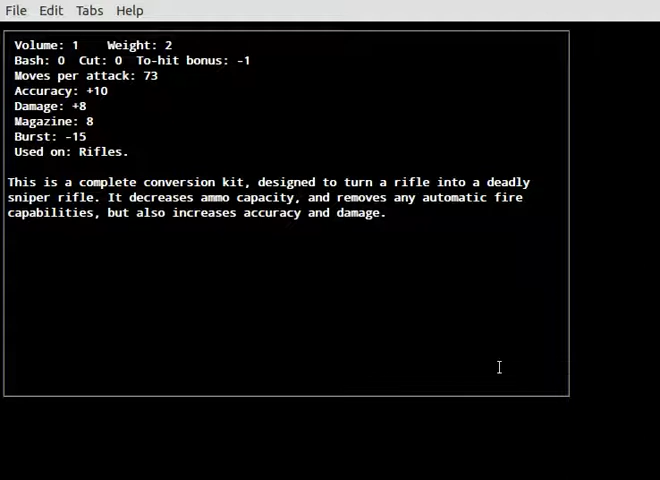 File Edit Tabs Help
Volume: 1 Weight: 2
Bash: 0 Cut: 0 To-hit bonus: -1
Moves per attack: 73
Accuracy: +10
Damage: +8
Magazine: 8
Burst: -15
Used on: Rifles.
This is a complete conversion kit, designed to turn a rifle into a deadly
sniper rifle. It decreases ammo capacity, and removes any automatic fire
capabilities, but also increases accuracy and damage.